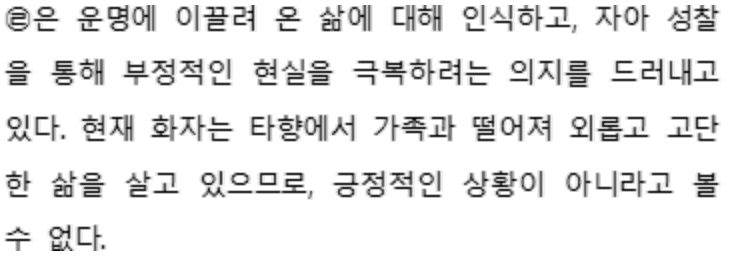 ㉣은 운명에 이끌려 온 삶에 대해 인식하고, 자아 성찰
을 통해 부정적인 현실을 극복하려는 의지를 드러내고
있다. 현재 화자는 타향에서 가족과 떨어져 외롭고 고단
한 삶을 살고 있으므로, 긍정적인 상황이 아니라고 볼
수 없다.